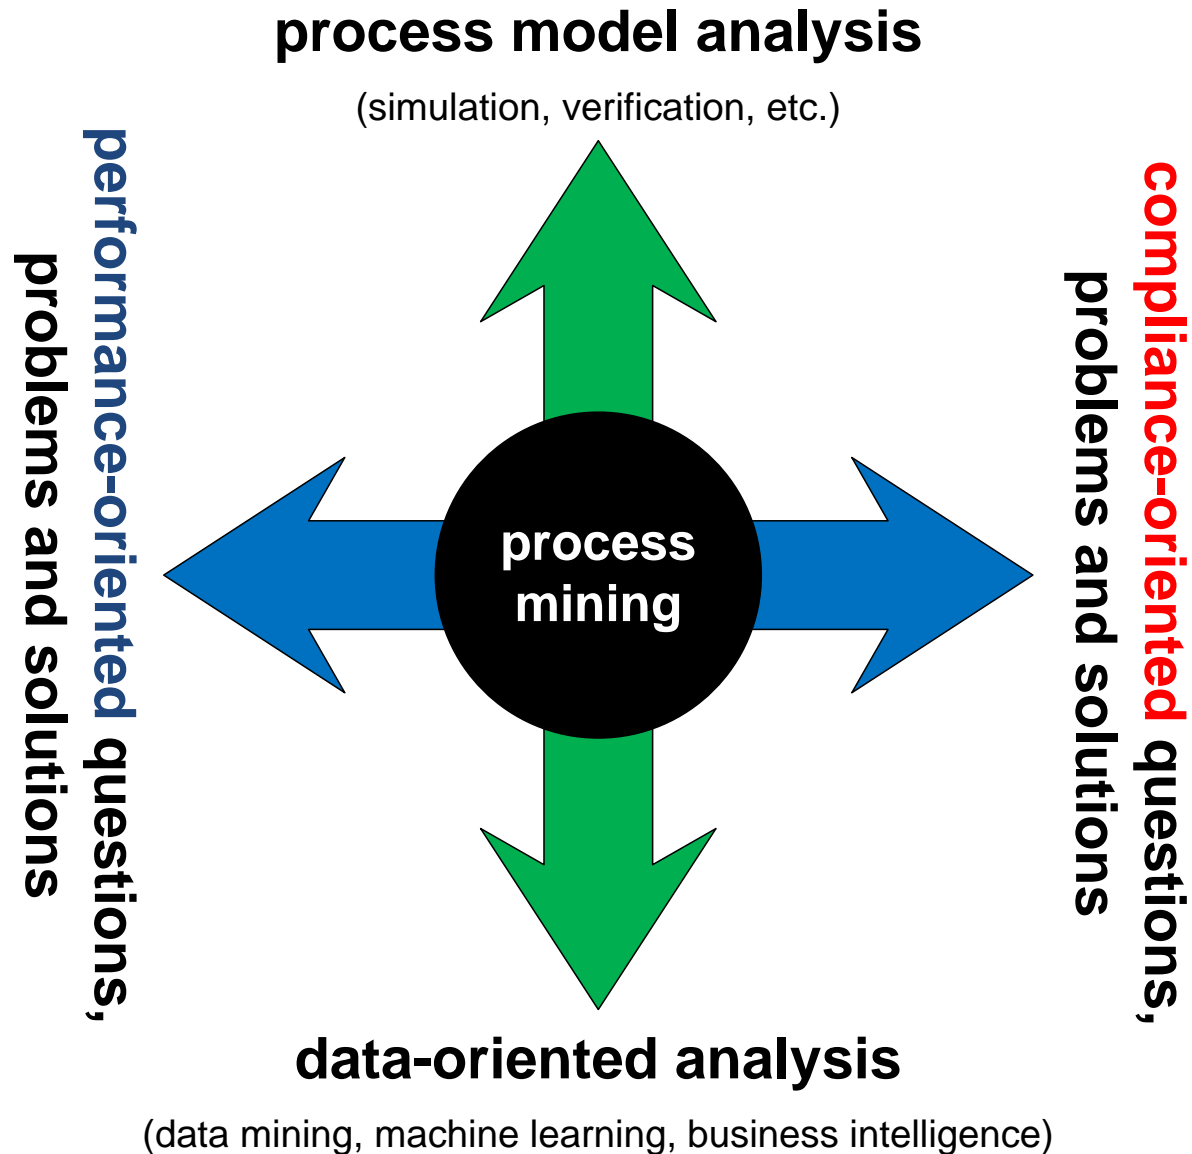 process model analysis
(simulation, verification, etc.)
performance-oriented questions,
problems and solutions
process
mining
compliance-oriented questions,
problems and solutions
data-oriented analysis
(data mining, machine learning, business intelligence)